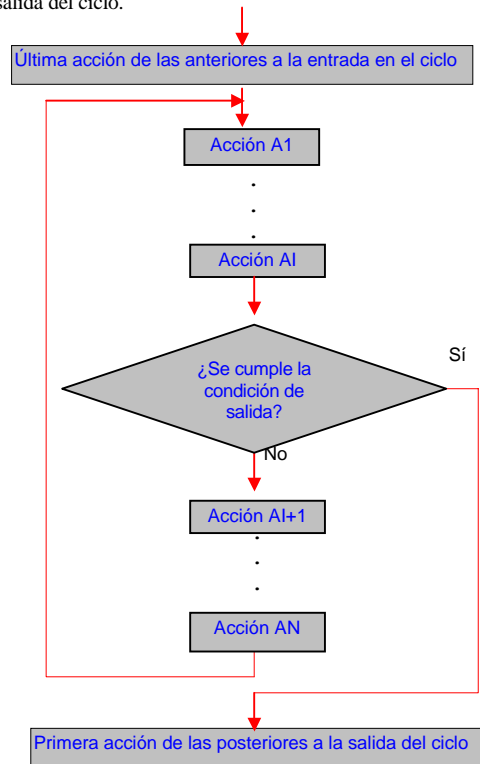 salida del ciclo.
Última acción de las anteriores a la entrada en el ciclo
Acción A1
.
.
.
Acción AI
¿Se cumple la
condición de
salida?
Sí
No
Acción AI+1
.
.
.
Acción AN
Primera acción de las posteriores a la salida del ciclo